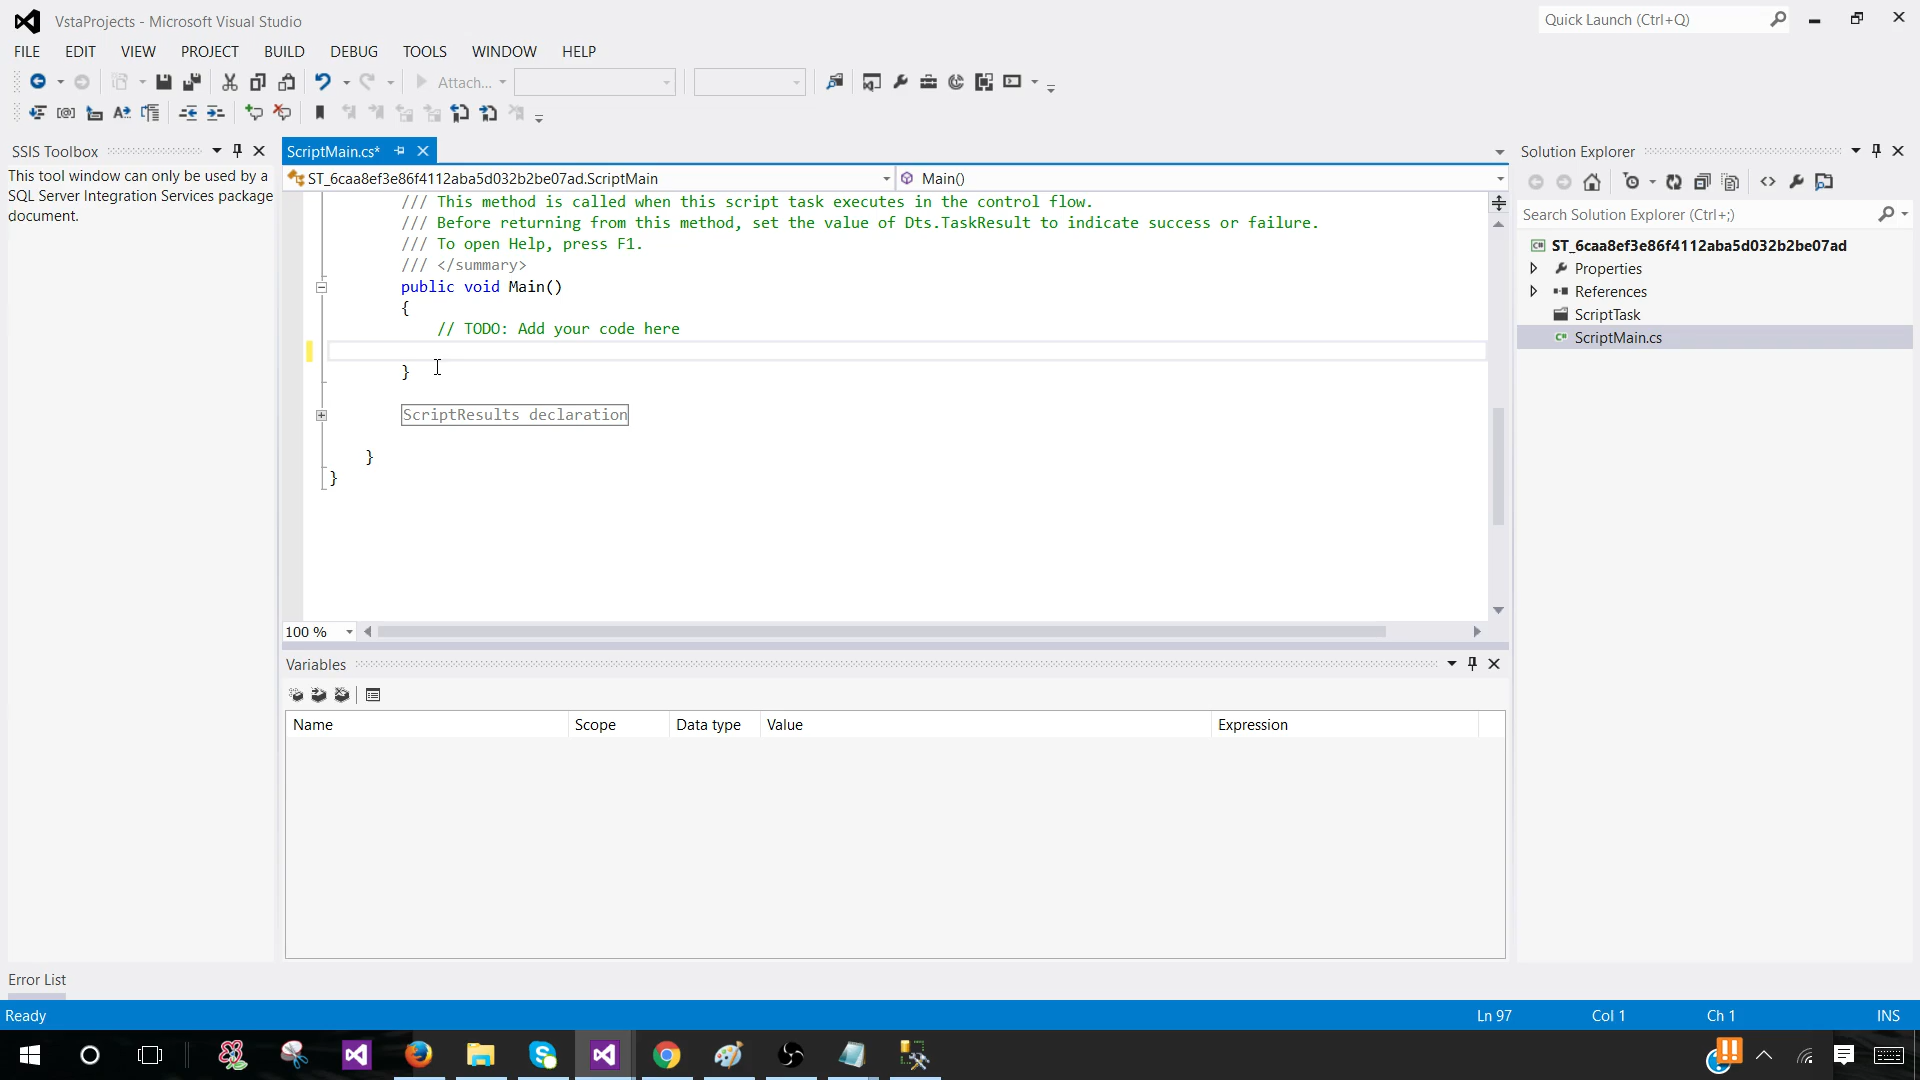 VstaProjects - Microsoft Visual Studio
Quick Launch (Ctrl+Q)
FILE EDIT VIEW PROJECT BUILD DEBUG TOOLS WINDOW HELP
Attach...
SSIS Toolbox
This tool window can only be used by a
SQL Server Integration Services package
document.
ScriptMain.cs*
ST_6caa8ef3e86f4112aba5d032b2be07ad.ScriptMain
Main()
/// This method is called when this script task executes in the control flow.
/// Before returning from this method, set the value of Dts.TaskResult to indicate success or failure.
/// To open Help, press F1.
/// </summary>
public void Main()
{
// TODO: Add your code here
}
ScriptResults declaration
}
}
100 %
Solution Explorer
Search Solution Explorer (Ctrl+;)
ST_6caa8ef3e86f4112aba5d032b2be07ad
Properties
References
ScriptTask
ScriptMain.cs
Variables
Name Scope Data type Value Expression
Error List
Ready Ln 97 Col 1 Ch 1 INS